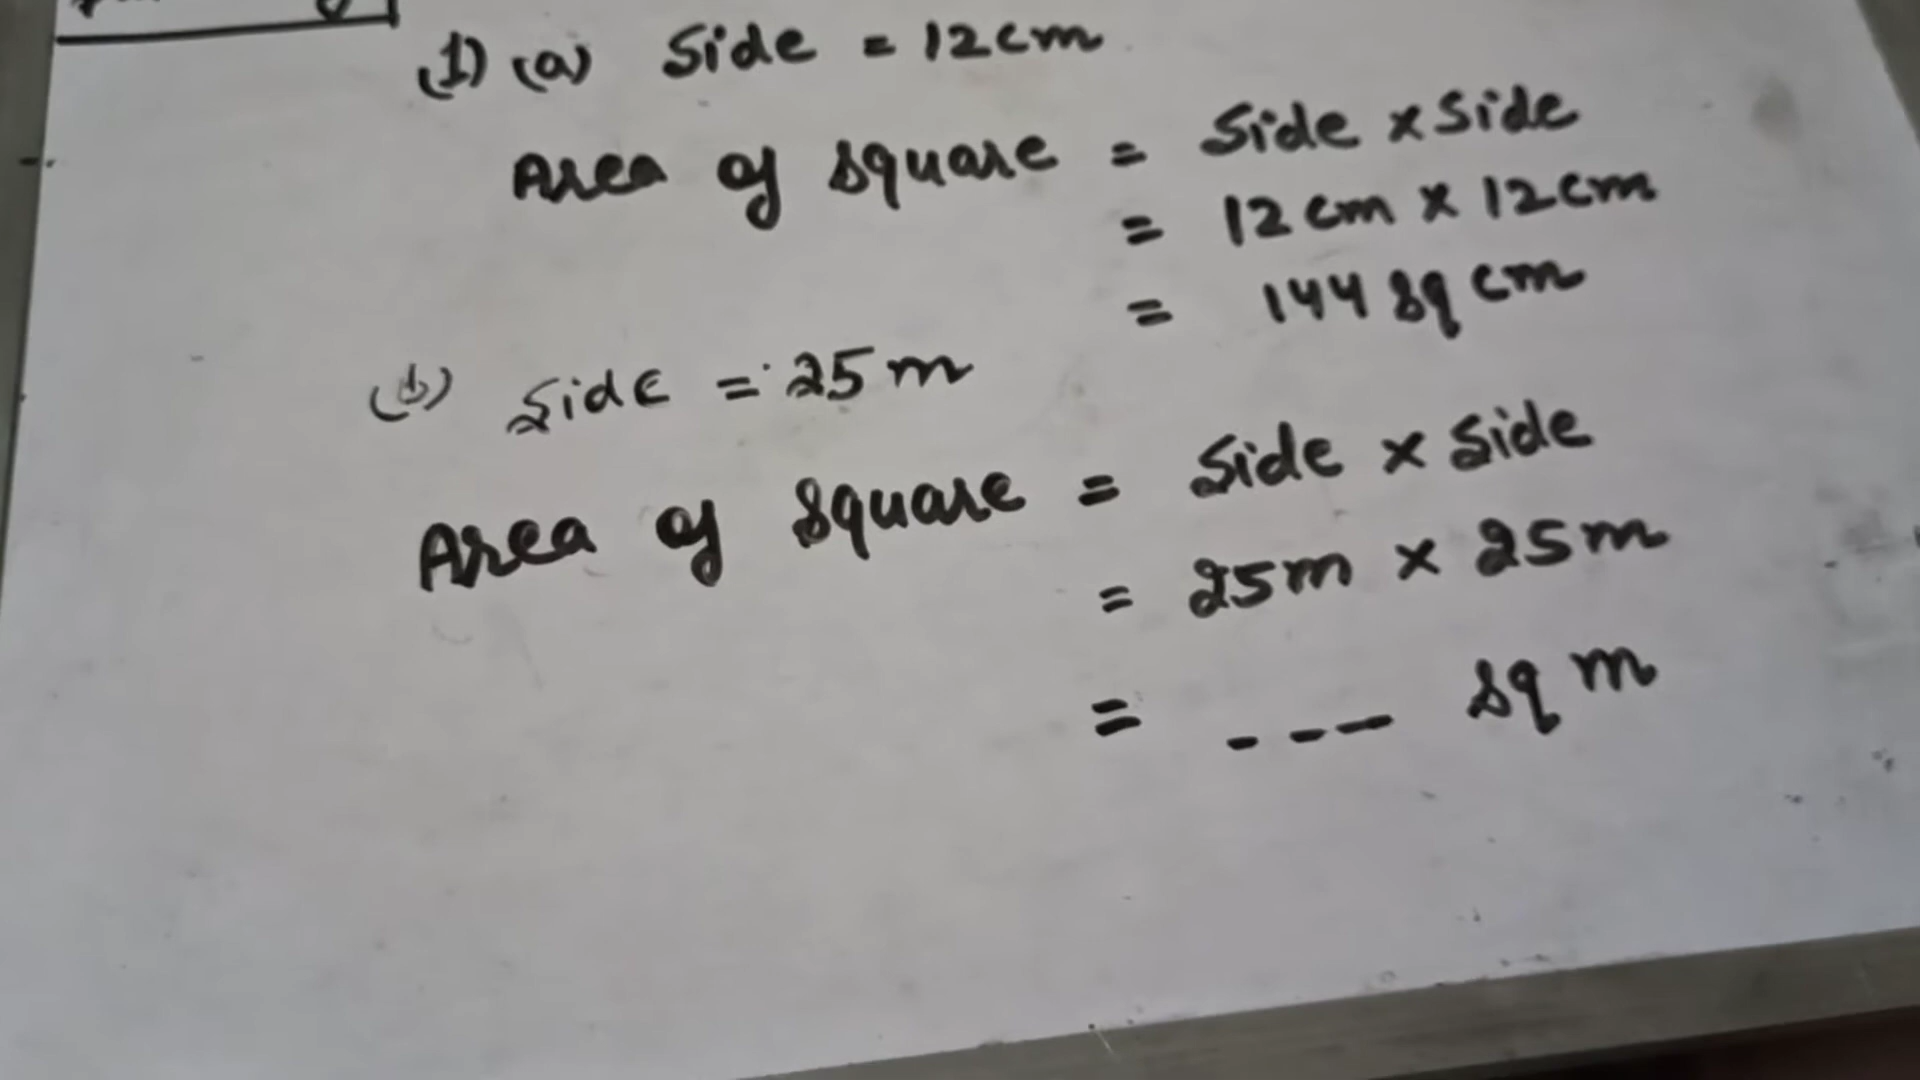 (1) (a) Side = 12cm
Area of square = Side × Side
= 12 cm × 12cm
= 144 sq cm
(b) Side = 25 m
Area of square = Side × Side
= 25m × 25m
= --- sq m